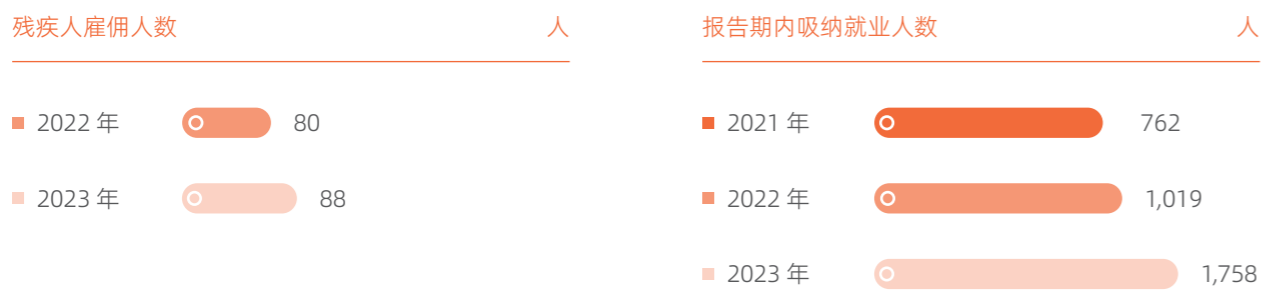 残疾人雇佣人数 人
2022 年 80
2023 年 88
报告期内吸纳就业人数 人
2021 年 762
2022 年 1,019
2023 年 1,758